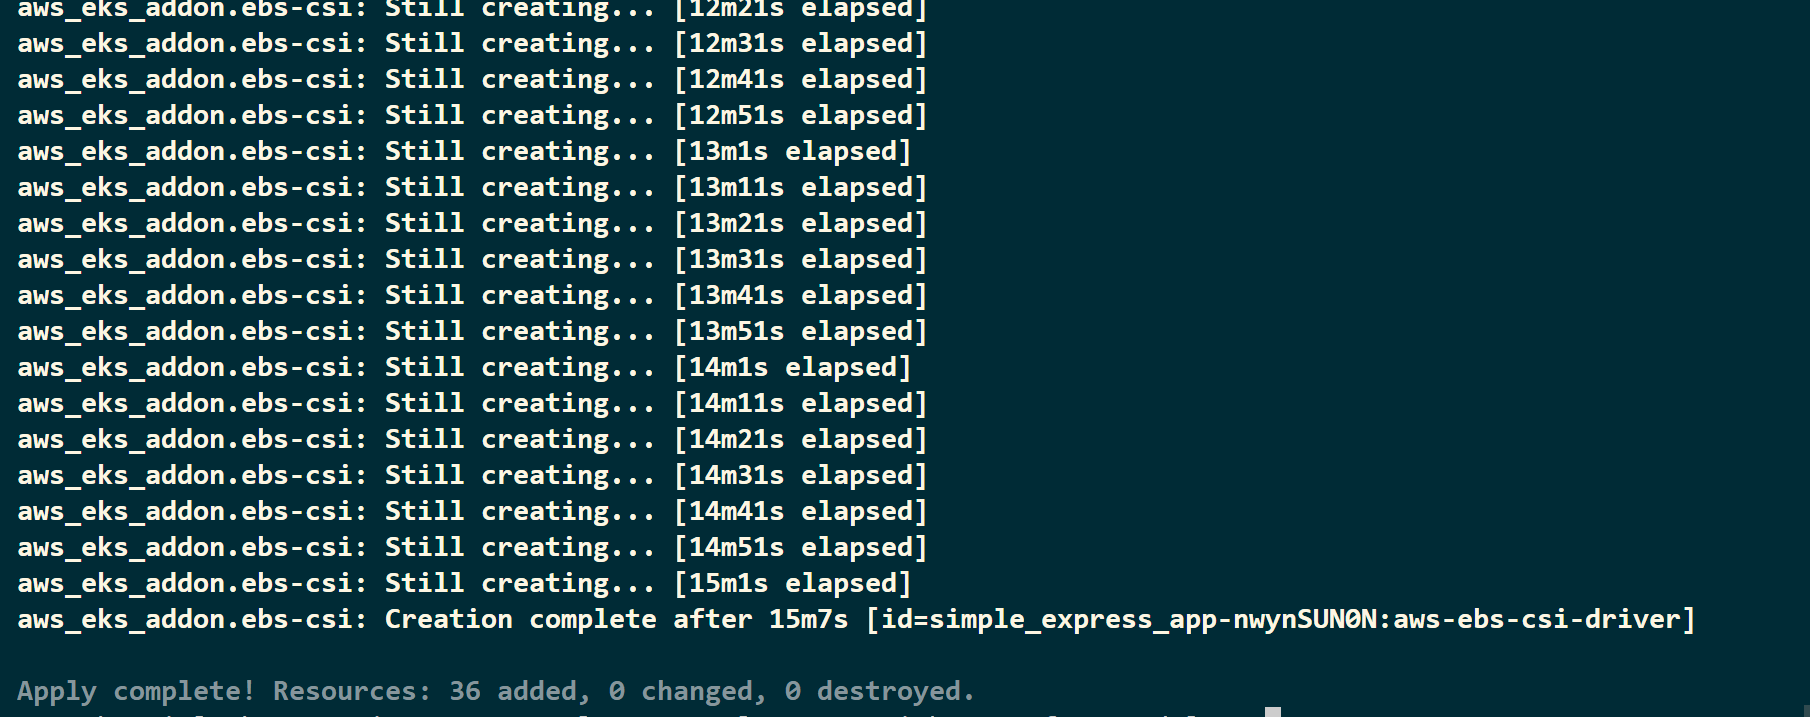 aws_eks_addon.ebs-csi: Still creating... [12m21s elapsed]
aws_eks_addon.ebs-csi: Still creating... [12m31s elapsed]
aws_eks_addon.ebs-csi: Still creating... [12m41s elapsed]
aws_eks_addon.ebs-csi: Still creating... [12m51s elapsed]
aws_eks_addon.ebs-csi: Still creating... [13m1s elapsed]
aws_eks_addon.ebs-csi: Still creating... [13m11s elapsed]
aws_eks_addon.ebs-csi: Still creating... [13m21s elapsed]
aws_eks_addon.ebs-csi: Still creating... [13m31s elapsed]
aws_eks_addon.ebs-csi: Still creating... [13m41s elapsed]
aws_eks_addon.ebs-csi: Still creating... [13m51s elapsed]
aws_eks_addon.ebs-csi: Still creating... [14m1s elapsed]
aws_eks_addon.ebs-csi: Still creating... [14m11s elapsed]
aws_eks_addon.ebs-csi: Still creating... [14m21s elapsed]
aws_eks_addon.ebs-csi: Still creating... [14m31s elapsed]
aws_eks_addon.ebs-csi: Still creating... [14m41s elapsed]
aws_eks_addon.ebs-csi: Still creating... [14m51s elapsed]
aws_eks_addon.ebs-csi: Still creating... [15m1s elapsed]
aws_eks_addon.ebs-csi: Creation complete after 15m7s [id=simple_express_app-nwynSUN0N:aws-ebs-csi-driver]
Apply complete! Resources: 36 added, 0 changed, 0 destroyed.